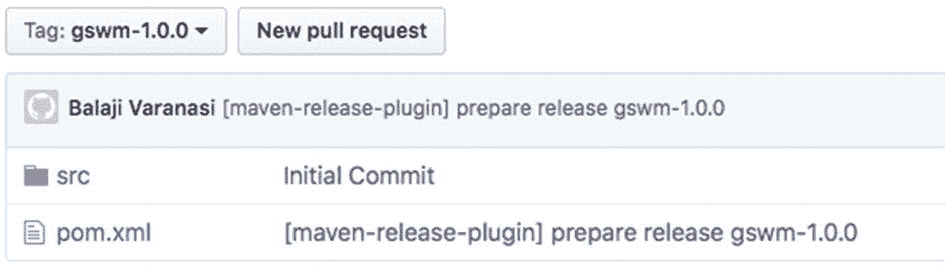 Tag: gswm-1.0.0 New pull request
Balaji Varanasi [maven-release-plugin] prepare release gswm-1.0.0
src Initial Commit
pom.xml [maven-release-plugin] prepare release gswm-1.0.0